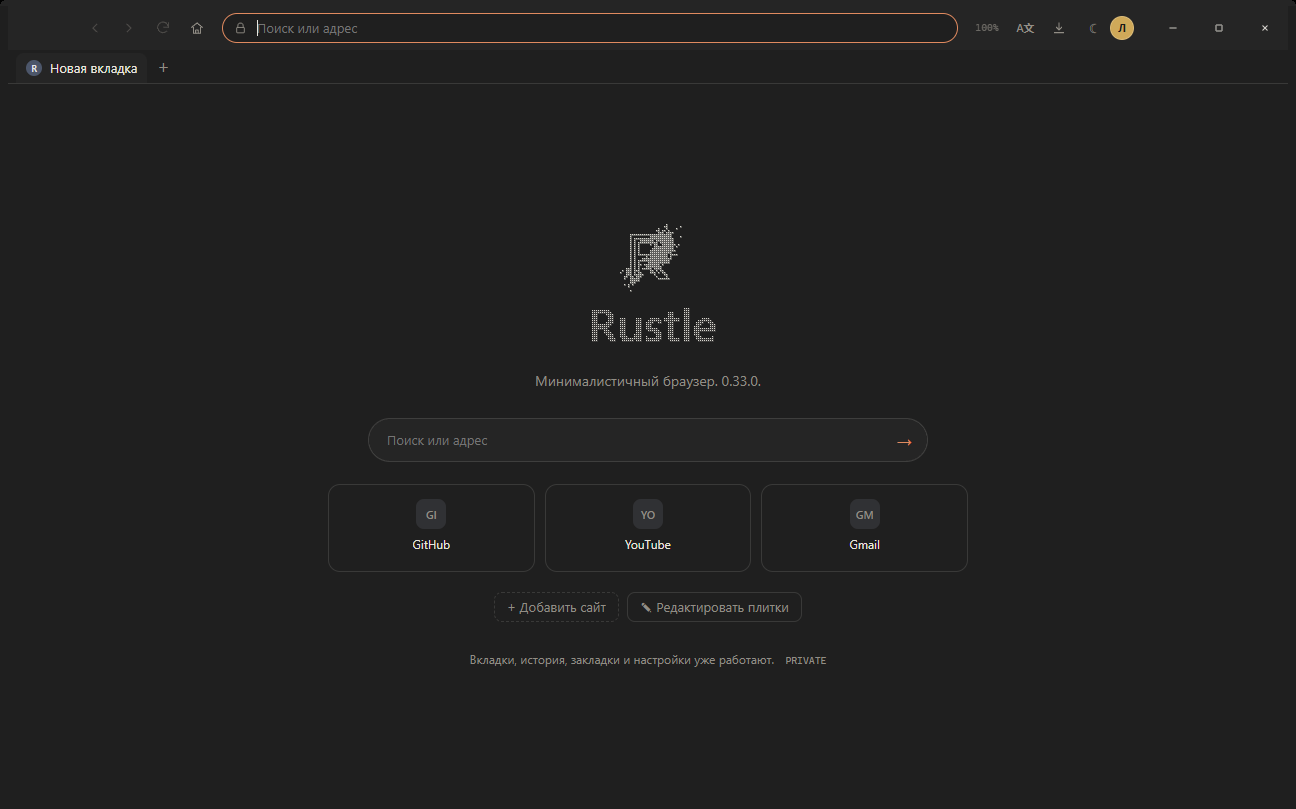 Поиск или адрес 100% A文 Л
R Новая вкладка +
R
Rustle
Минималистичный браузер. 0.33.0.
Поиск или адрес →
GI YO GM
GitHub YouTube Gmail
+ Добавить сайт Редактировать плитки
Вкладки, история, закладки и настройки уже работают. PRIVATE